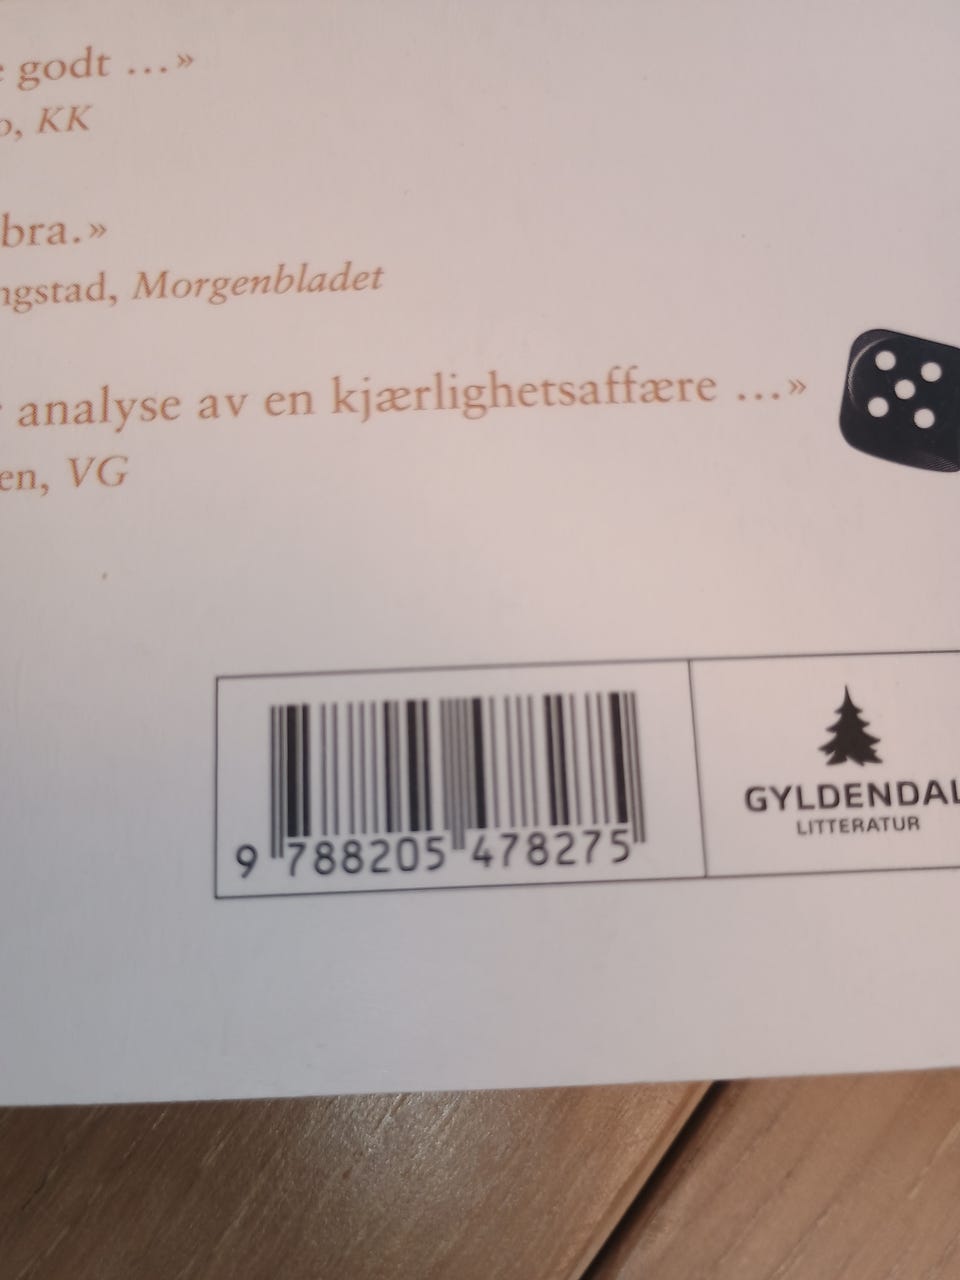 godt ...»
, KK
bra.»
ngstad, Morgenbladet
analyse av en kjærlighetsaffære ...»
en, VG
9 788205 478275
GYLDENDAL
LITTERATUR